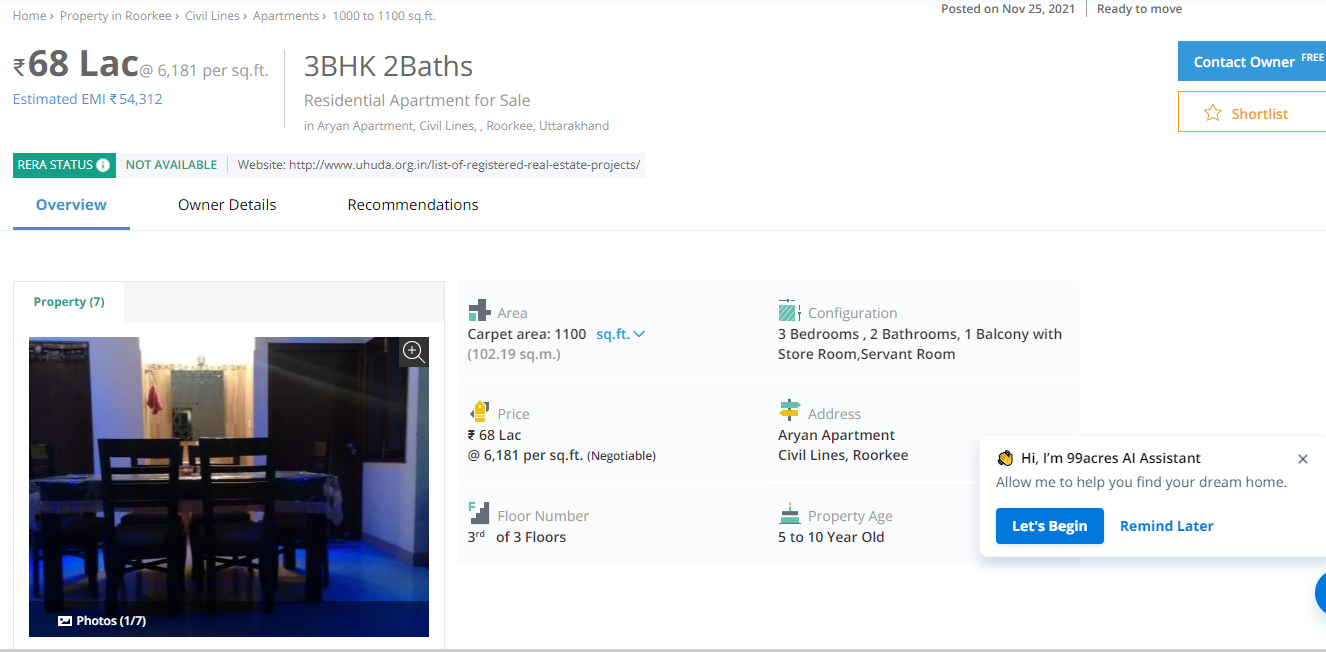 Home › Property in Roorkee › Civil Lines › Apartments › 1000 to 1100 sq.ft.
Posted on Nov 25, 2021 Ready to move
₹68 Lac @ 6,181 per sq.ft.
Estimated EMI ₹54,312
3BHK 2Baths
Residential Apartment for Sale
in Aryan Apartment, Civil Lines, , Roorkee, Uttarakhand
Contact Owner FREE
Shortlist
RERA STATUS NOT AVAILABLE Website: http://www.uhuda.org.in/list-of-registered-real-estate-projects/
Overview Owner Details Recommendations
Property (7)
Photos (1/7)
Area
Carpet area: 1100 sq.ft.
(102.19 sq.m.)
Configuration
3 Bedrooms , 2 Bathrooms, 1 Balcony with
Store Room,Servant Room
Price
₹ 68 Lac
@ 6,181 per sq.ft. (Negotiable)
Address
Aryan Apartment
Civil Lines, Roorkee
F Floor Number
3rd of 3 Floors
Property Age
5 to 10 Year Old
Hi, I’m 99acres AI Assistant
Allow me to help you find your dream home.
Let's Begin Remind Later